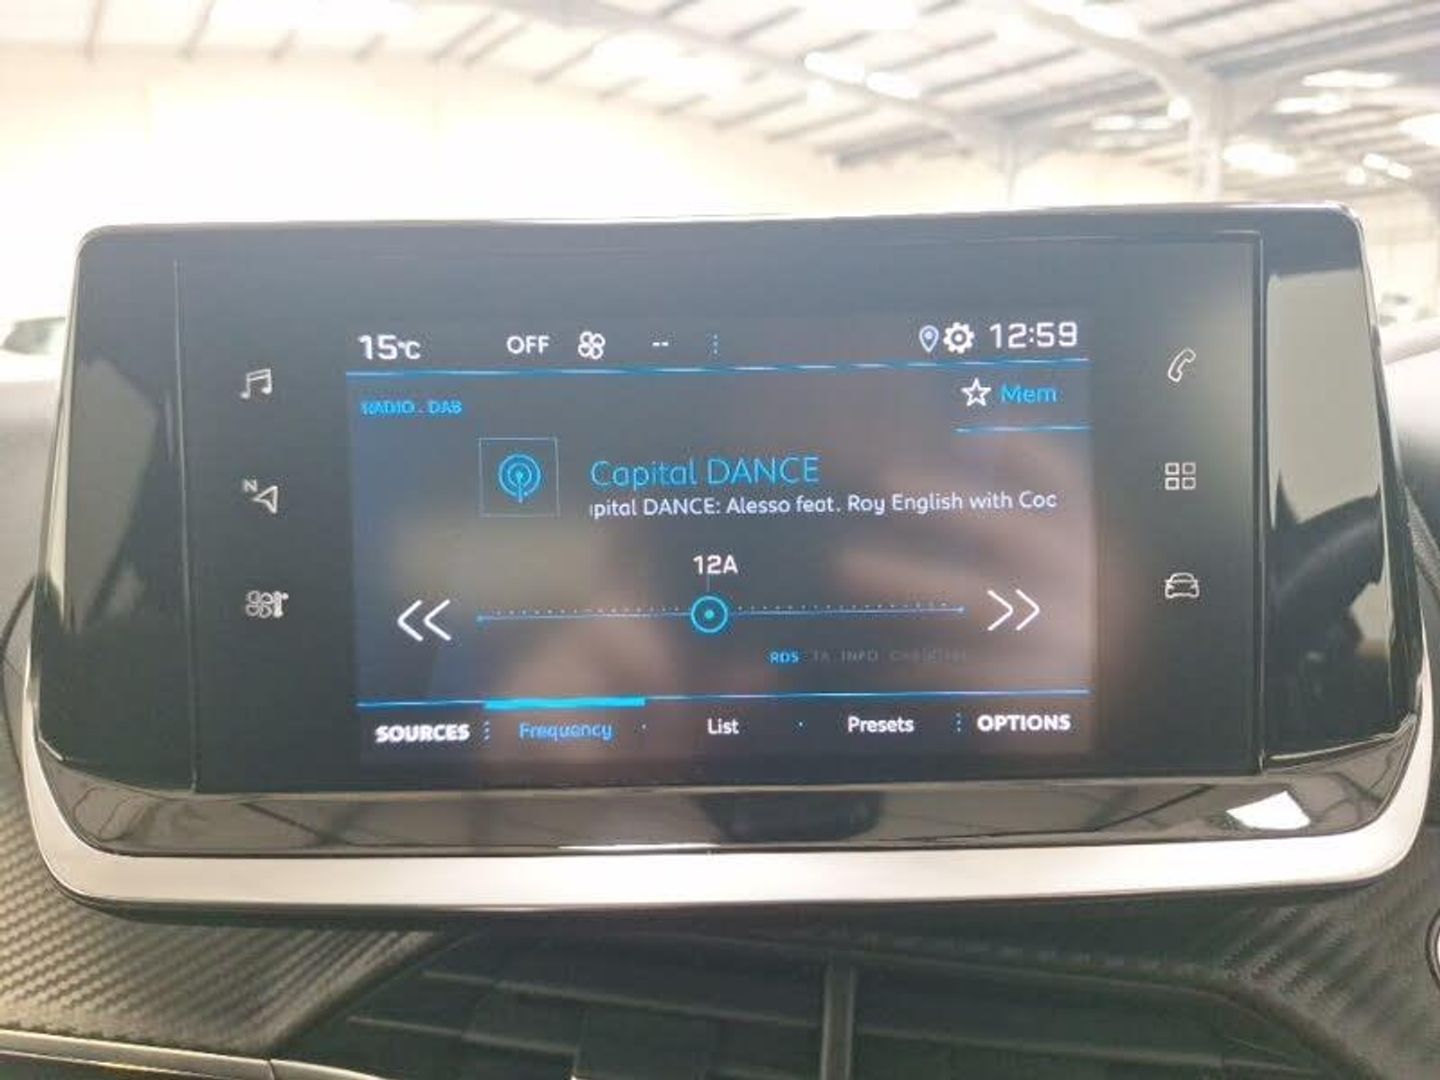 15°C OFF -- 12:59
RADIO . DAB
Mem
Capital DANCE
pital DANCE: Alesso feat. Roy English with Coc
12A
RDS TA INFO
SOURCES Frequency List Presets OPTIONS
N